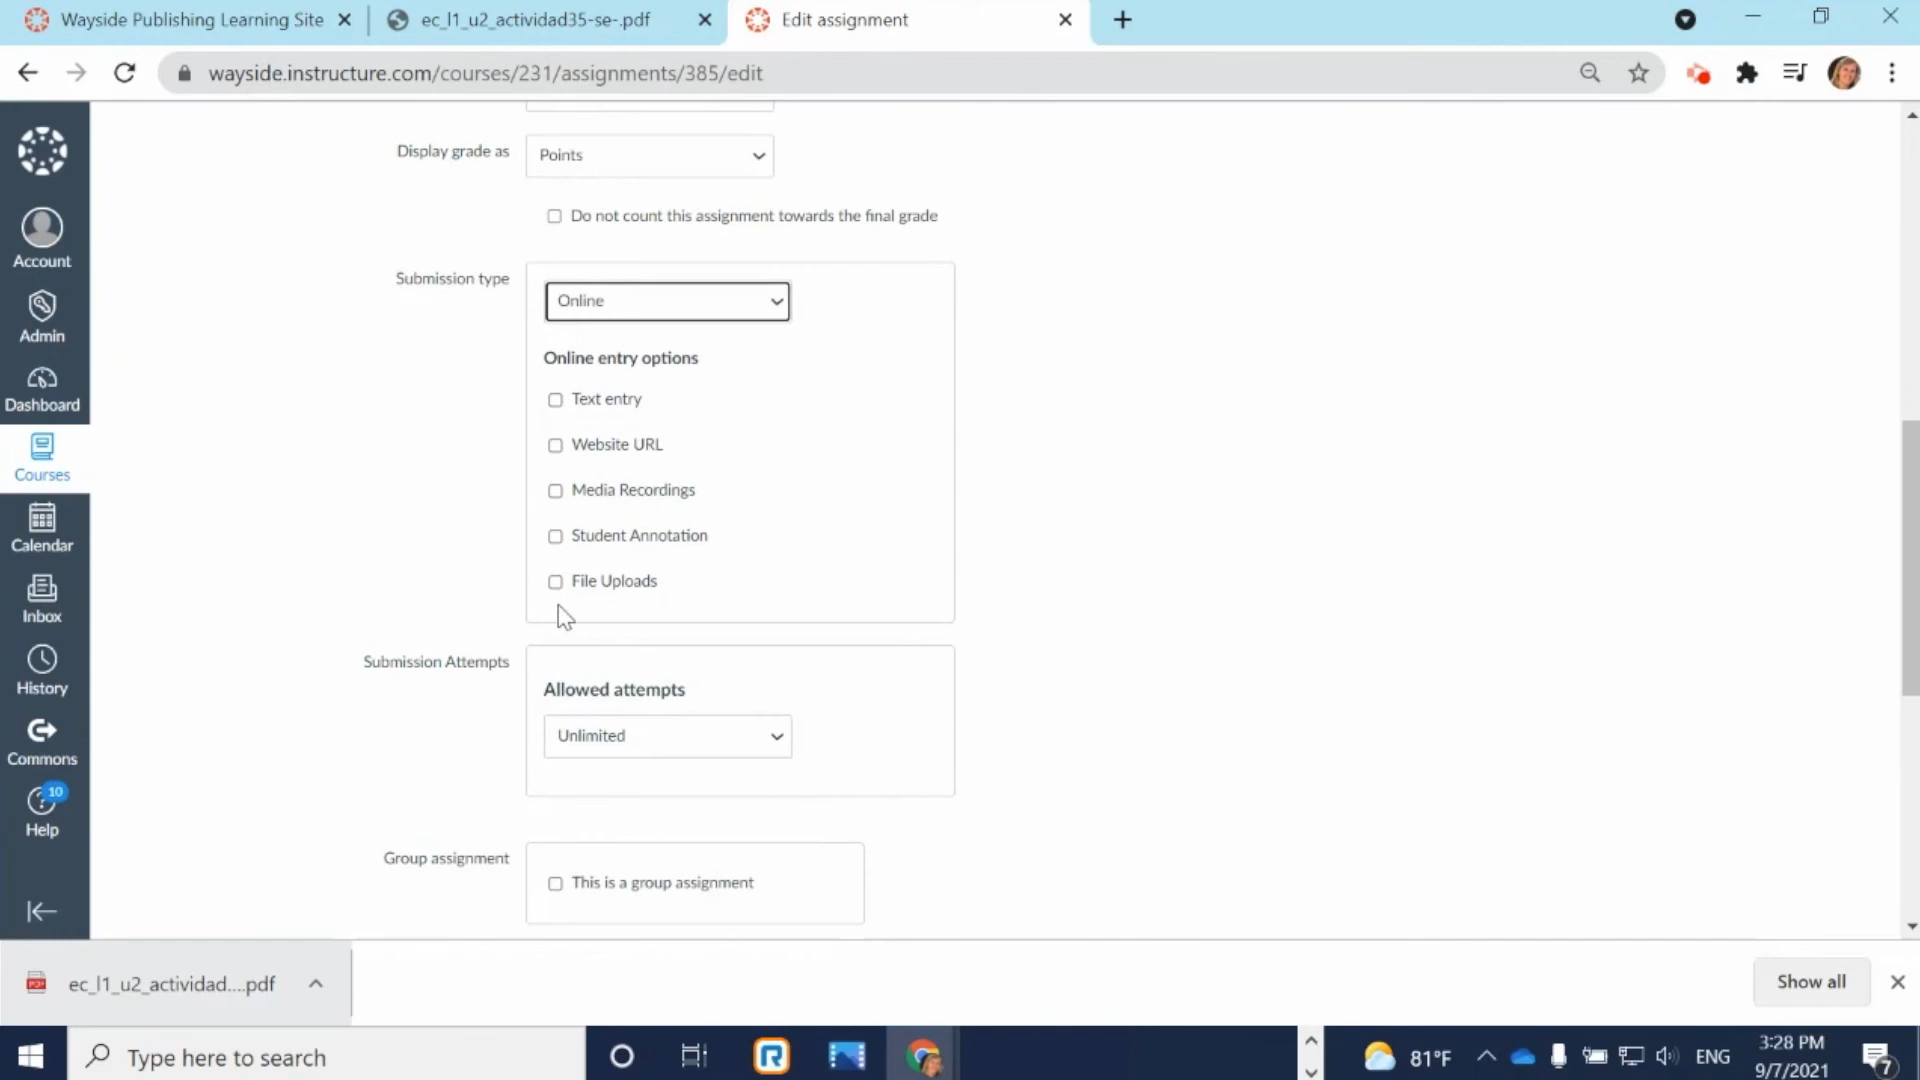 Wayside Publishing Learning Site
ec_l1_u2_actividad35-se-.pdf
Edit assignment
wayside.instructure.com/courses/231/assignments/385/edit
Display grade as
Points
Do not count this assignment towards the final grade
Submission type
Online
Online entry options
Text entry
Website URL
Media Recordings
Student Annotation
File Uploads
Submission Attempts
Allowed attempts
Unlimited
Group assignment
This is a group assignment
Account
Admin
Dashboard
Courses
Calendar
Inbox
History
Commons
10
Help
ec_l1_u2_actividad....pdf
Show all
Type here to search
81°F
ENG
3:28 PM
9/7/2021
7